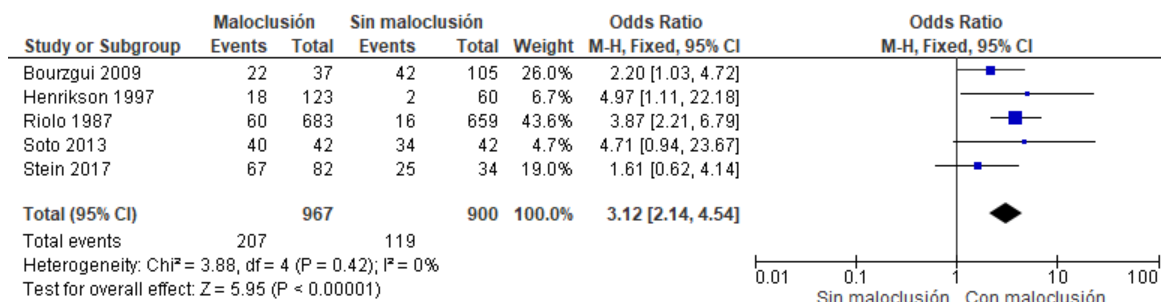 Maloclusión Sin maloclusión Odds Ratio Odds Ratio
Study or Subgroup Events Total Events Total Weight M-H, Fixed, 95% CI M-H, Fixed, 95% CI
Bourzgui 2009 22 37 42 105 26.0% 2.20 [1.03, 4.72]
Henrikson 1997 18 123 2 60 6.7% 4.97 [1.11, 22.18]
Riolo 1987 60 683 16 659 43.6% 3.87 [2.21, 6.79]
Soto 2013 40 42 34 42 4.7% 4.71 [0.94, 23.67]
Stein 2017 67 82 25 34 19.0% 1.61 [0.62, 4.14]
Total (95% CI) 967 900 100.0% 3.12 [2.14, 4.54]
Total events 207 119
Heterogeneity: Chi² = 3.88, df = 4 (P = 0.42); I² = 0%
Test for overall effect: Z = 5.95 (P < 0.00001)
0.01 0.1 1 10 100
Sin maloclusión Con maloclusión